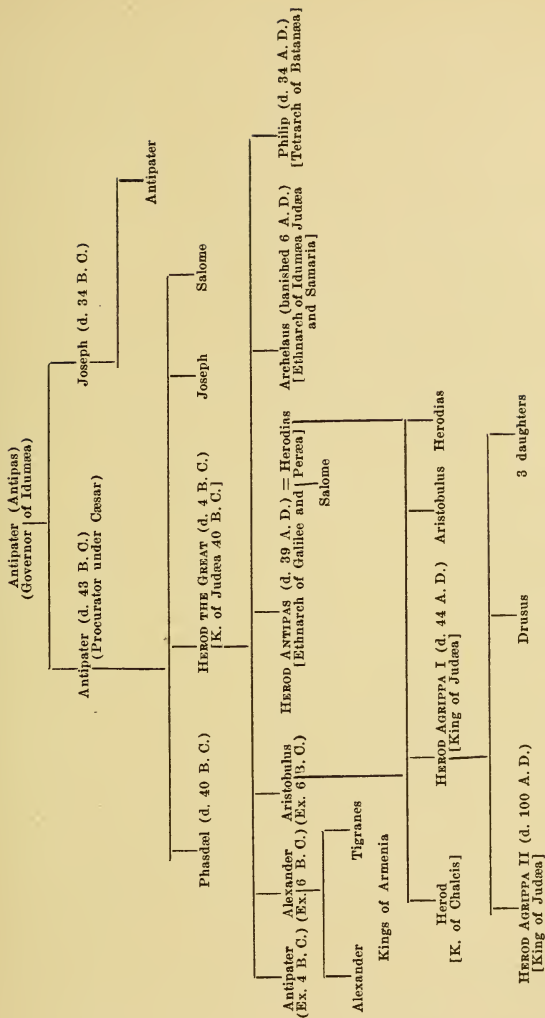 Antipater (Antipas)
(Governor of Idumæa)
Antipater (d. 43 B. C.)
(Procurator under Cæsar)
Joseph (d. 34 B. C.)
Antipater
Phasdæl (d. 40 B. C.)
HEROD THE GREAT (d. 4 B. C.)
[K. of Judæa 40 B. C.]
Joseph
Salome
Antipater
(Ex. 4 B. C.)
Alexander
(Ex. 6 B. C.)
Aristobulus
(Ex. 6 B. C.)
HEROD ANTIPAS (d. 39 A. D.) = Herodias
[Ethnarch of Galilee and Peræa]
Salome
Archelaus (banished 6 A. D.)
[Ethnarch of Idumæa Judæa
and Samaria]
Philip (d. 34 A. D.)
[Tetrarch of Batanæa]
Alexander
Tigranes
Kings of Armenia
Herod
[K. of Chalcis]
HEROD AGRIPPA I (d. 44 A. D.)
[King of Judæa]
Aristobulus
Herodias
HEROD AGRIPPA II (d. 100 A. D.)
[King of Judæa]
Drusus
3 daughters